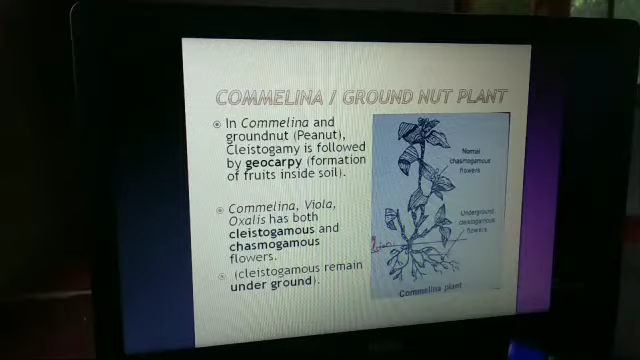 COMMELINA / GROUND NUT PLANT
In Commelina and
groundnut (Peanut),
Cleistogamy is followed
by geocarpy (formation
of fruits inside soil).
Commelina, Viola,
Oxalis has both
cleistogamous and
chasmogamous
flowers.
(cleistogamous remain
under ground).
Normal
chasmogamous
flowers
Underground
cleistogamous
flowers
Commelina plant